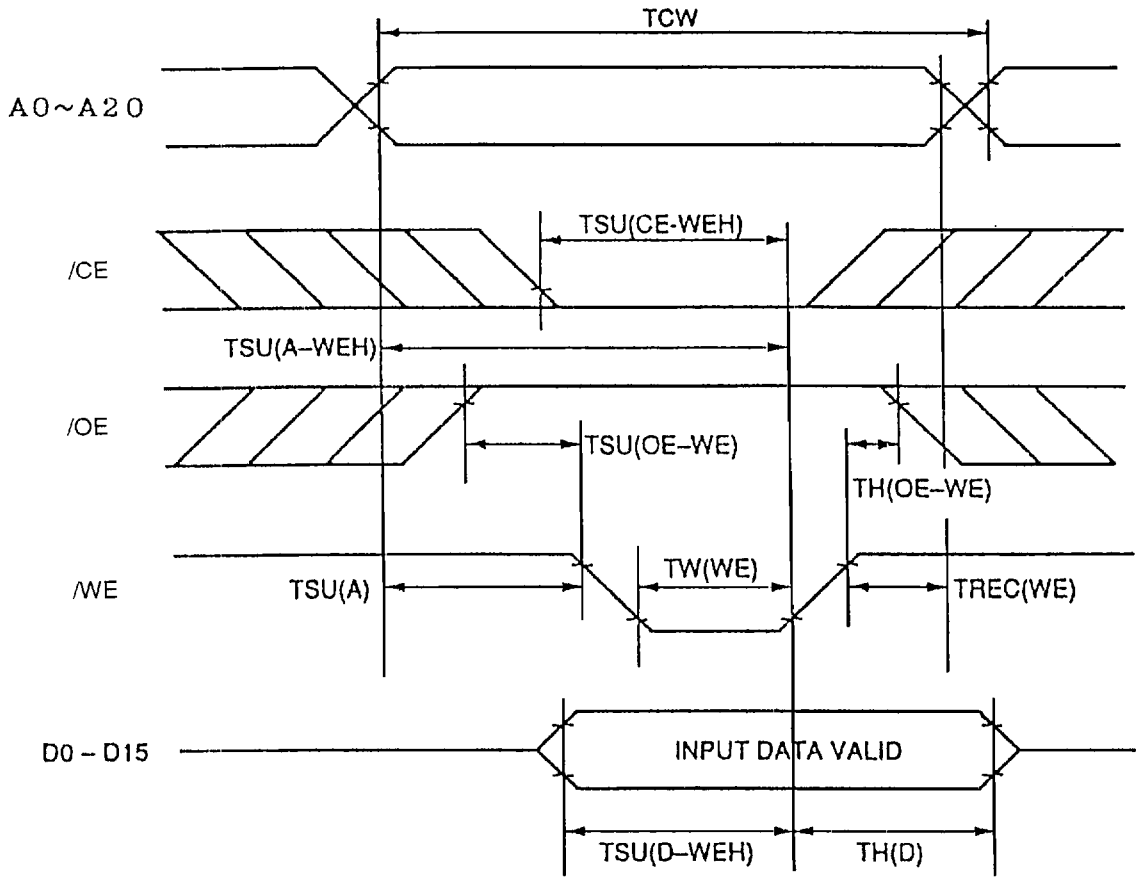 TCW
A0~A20
TSU(CE-WEH)
/CE
TSU(A-WEH)
/OE
TSU(OE-WE)
TH(OE-WE)
/WE
TSU(A)
TW(WE)
TREC(WE)
D0 - D15
INPUT DATA VALID
TSU(D-WEH)
TH(D)